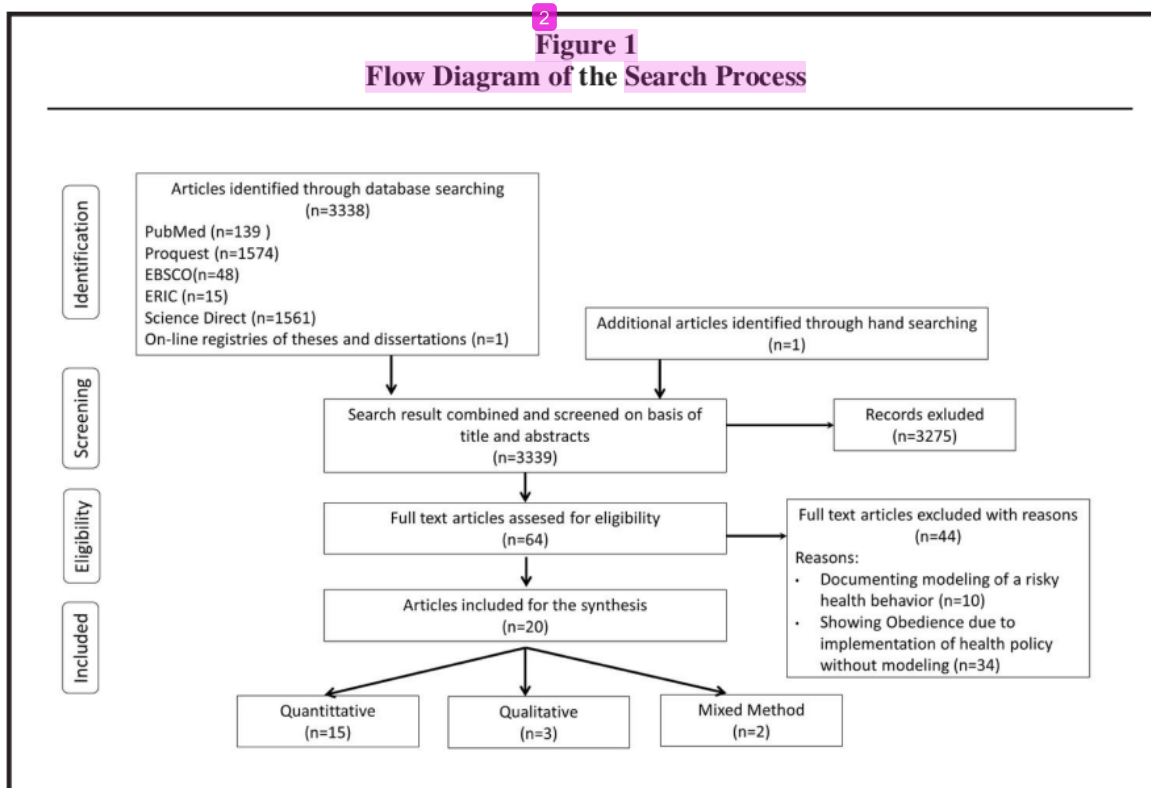 2
Figure 1
Flow Diagram of the Search Process
Identification
Articles identified through database searching
(n=3338)
PubMed (n=139 )
Proquest (n=1574)
EBSCO(n=48)
ERIC (n=15)
Science Direct (n=1561)
On-line registries of theses and dissertations (n=1)
Additional articles identified through hand searching
(n=1)
Screening
Search result combined and screened on basis of
title and abstracts
(n=3339)
Records exluded
(n=3275)
Eligibility
Full text articles assesed for eligibility
(n=64)
Full text articles excluded with reasons
(n=44)
Reasons:
• Documenting modeling of a risky
health behavior (n=10)
• Showing Obedience due to
implementation of health policy
without modeling (n=34)
Included
Articles included for the synthesis
(n=20)
Quantittative
(n=15)
Qualitative
(n=3)
Mixed Method
(n=2)